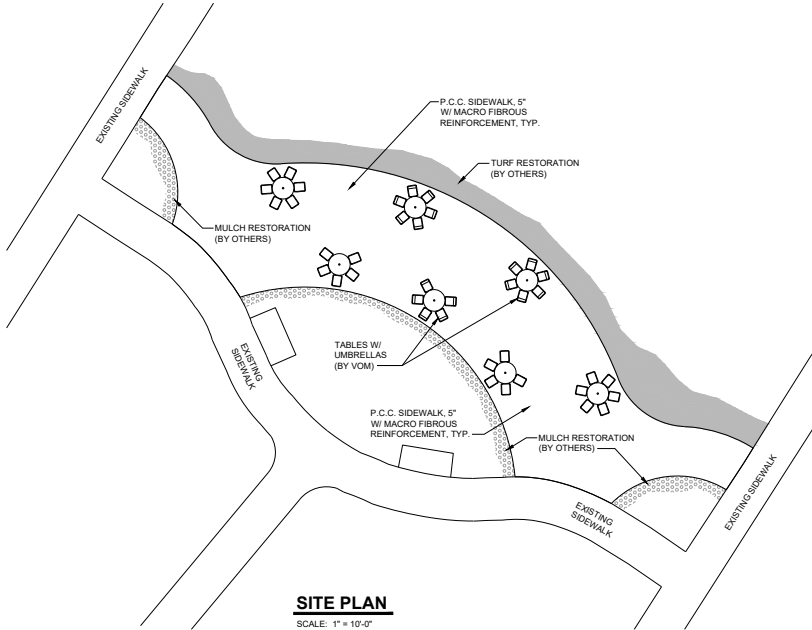 EXISTING SIDEWALK
P.C.C. SIDEWALK, 5"
W/ MACRO FIBROUS
REINFORCEMENT, TYP.
TURF RESTORATION
(BY OTHERS)
MULCH RESTORATION
(BY OTHERS)
EXISTING
SIDEWALK
TABLES W/
UMBRELLAS
(BY VOM)
P.C.C. SIDEWALK, 5"
W/ MACRO FIBROUS
REINFORCEMENT, TYP.
MULCH RESTORATION
(BY OTHERS)
EXISTING SIDEWALK
EXISTING
SIDEWALK
SITE PLAN
SCALE: 1" = 10'-0"